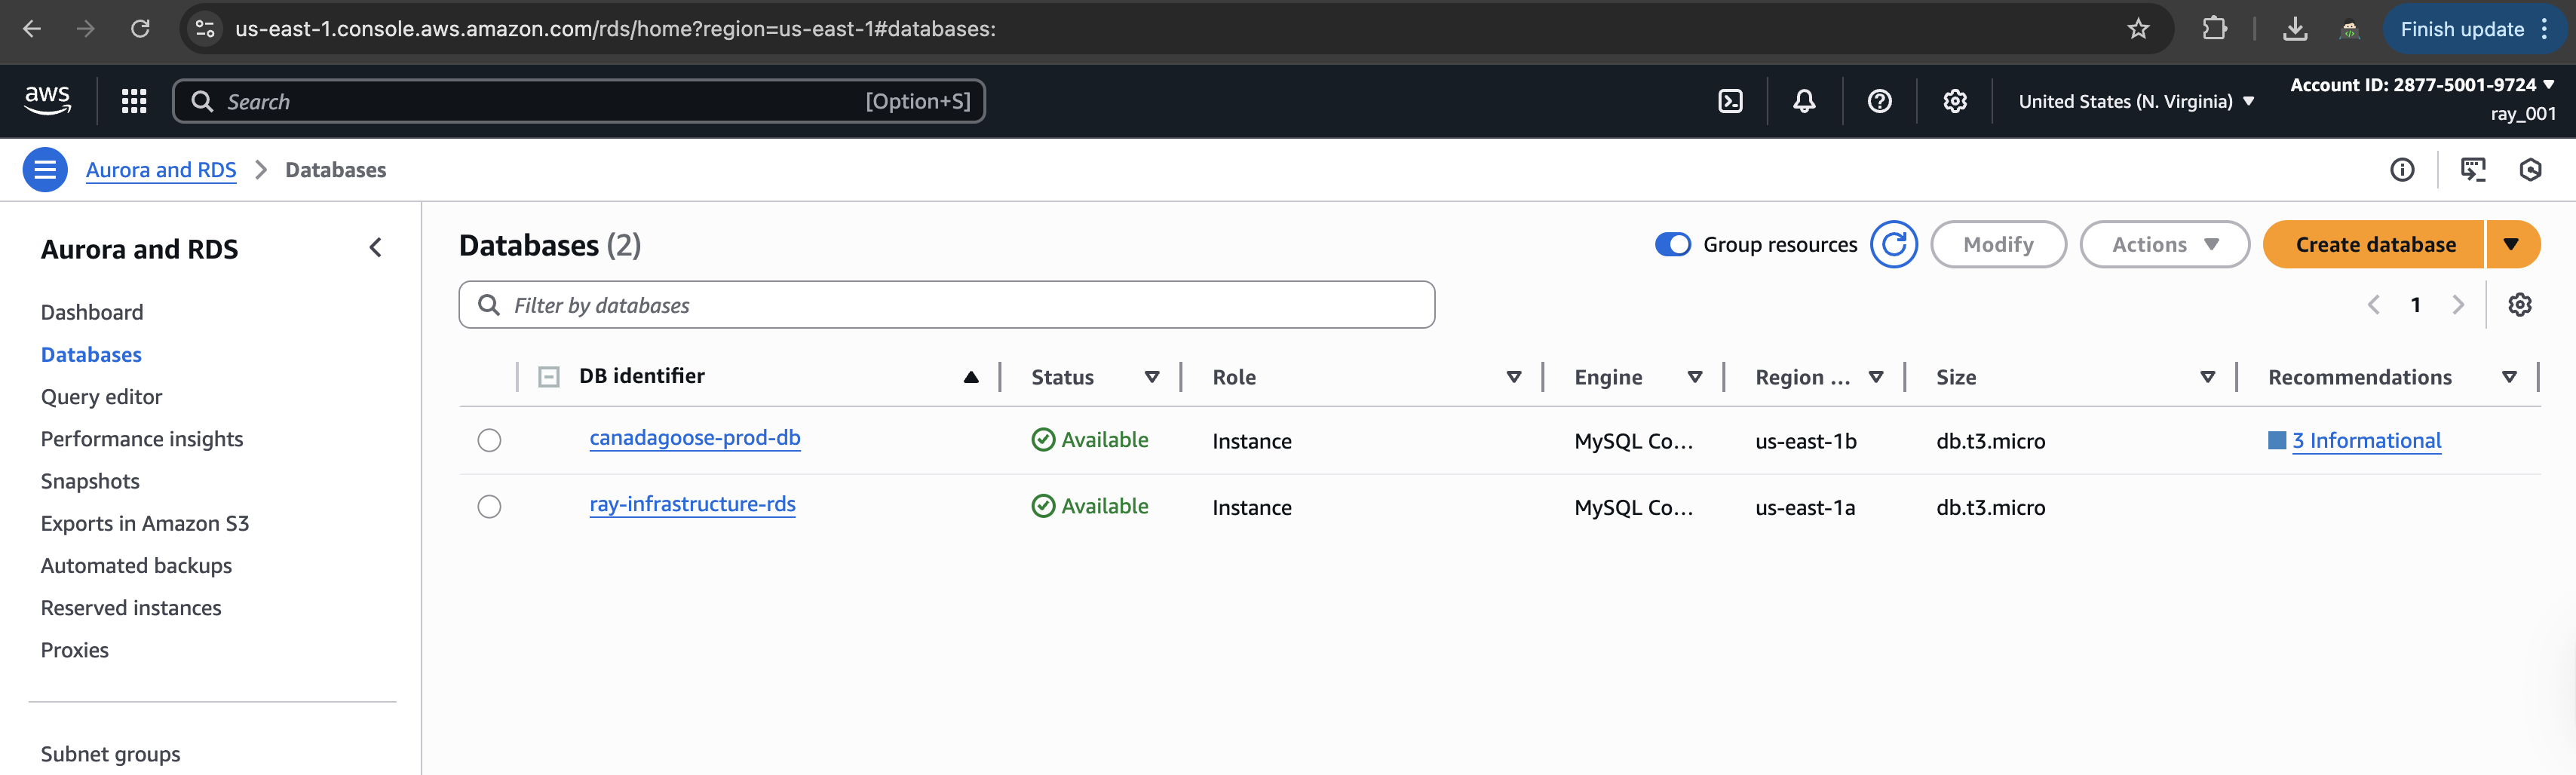 us-east-1.console.aws.amazon.com/rds/home?region=us-east-1#databases:
Finish update
aws
Search
[Option+S]
United States (N. Virginia)
Account ID: 2877-5001-9724
ray_001
Aurora and RDS
Databases
Aurora and RDS
Dashboard
Databases
Query editor
Performance insights
Snapshots
Exports in Amazon S3
Automated backups
Reserved instances
Proxies
Subnet groups
Databases (2)
Group resources
Modify
Actions
Create database
Filter by databases
1
DB identifier Status Role Engine Region ... Size Recommendations
canadagoose-prod-db Available Instance MySQL Co... us-east-1b db.t3.micro 3 Informational
ray-infrastructure-rds Available Instance MySQL Co... us-east-1a db.t3.micro